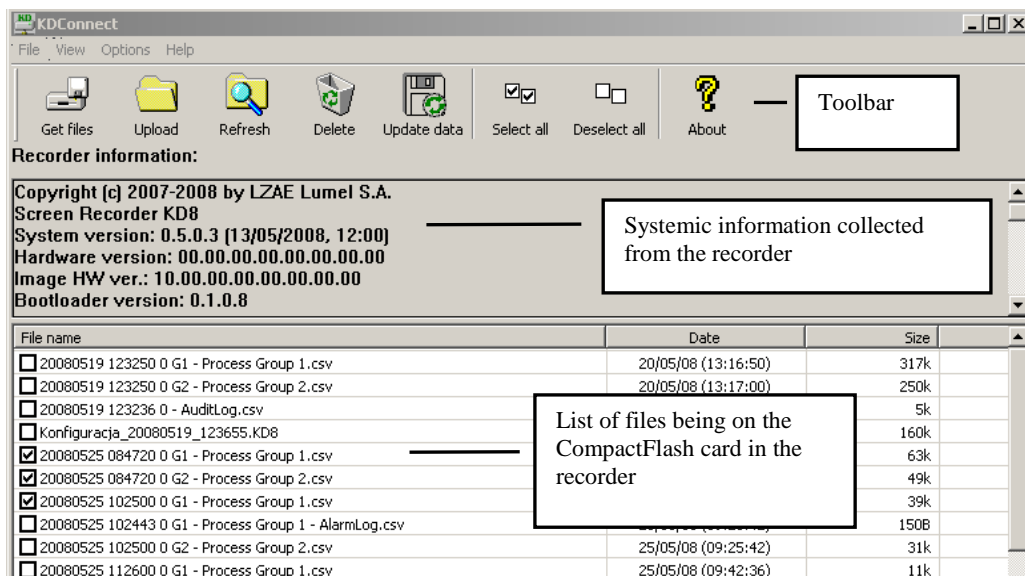 KDConnect
File View Options Help
Get files Upload Refresh Delete Update data Select all Deselect all About
Toolbar
Recorder information:
Copyright (c) 2007-2008 by LZAE Lumel S.A.
Screen Recorder KD8
System version: 0.5.0.3 (13/05/2008, 12:00)
Hardware version: 00.00.00.00.00.00.00.00
Image HW ver.: 10.00.00.00.00.00.00.00
Bootloader version: 0.1.0.8
Systemic information collected
from the recorder
File name Date Size
20080519 123250 0 G1 - Process Group 1.csv 20/05/08 (13:16:50) 317k
20080519 123250 0 G2 - Process Group 2.csv 20/05/08 (13:17:00) 250k
20080519 123236 0 - AuditLog.csv 5k
Konfiguracja_20080519_123655.KD8 160k
20080525 084720 0 G1 - Process Group 1.csv 63k
20080525 084720 0 G2 - Process Group 2.csv 49k
20080525 102500 0 G1 - Process Group 1.csv 39k
20080525 102443 0 G1 - Process Group 1 - AlarmLog.csv 150B
20080525 102500 0 G2 - Process Group 2.csv 25/05/08 (09:25:42) 31k
20080525 112600 0 G1 - Process Group 1.csv 25/05/08 (09:42:36) 11k
List of files being on the
CompactFlash card in the
recorder